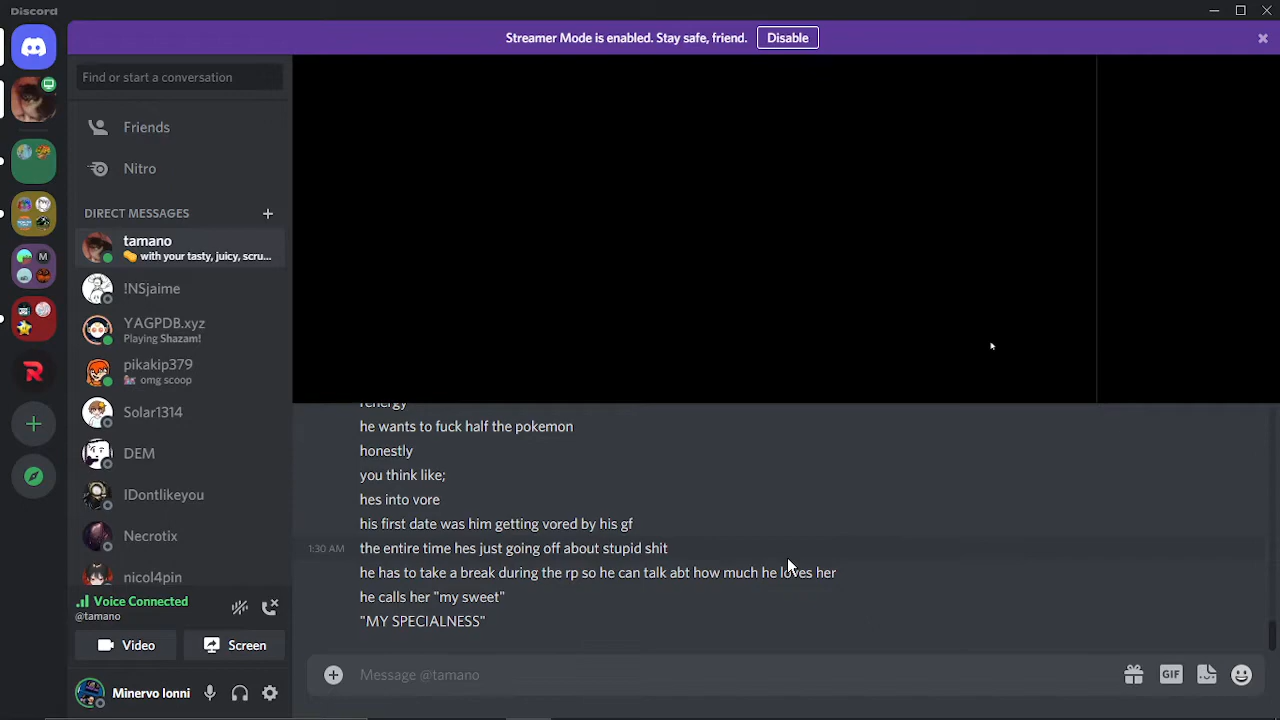 Discord
Streamer Mode is enabled. Stay safe, friend.
Disable
Find or start a conversation
Friends
Nitro
DIRECT MESSAGES
tamano
with your tasty, juicy, scru...
!NSjaime
YAGPDB.xyz
Playing Shazam!
pikakip379
omg scoop
Solar1314
DEM
IDontlikeyou
Necrotix
nicol4pin
Voice Connected
@tamano
Video
Screen
Minervo Ionni
he wants to fuck half the pokemon
honestly
you think like;
hes into vore
his first date was him getting vored by his gf
1:30 AM the entire time hes just going off about stupid shit
he has to take a break during the rp so he can talk abt how much he loves her
he calls her "my sweet"
"MY SPECIALNESS"
Message @tamano
GIF